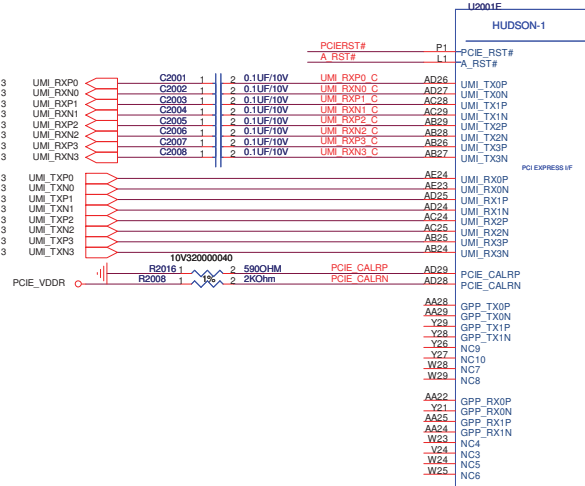 U2001E
HUDSON-1
PCIERST# P1 PCIE_RST#
A_RST# L1 A_RST#
3 UMI_RXP0 C2001 1 2 0.1UF/10V UMI_RXP0_C AD26 UMI_TX0P
3 UMI_RXN0 C2002 1 2 0.1UF/10V UMI_RXN0_C AD27 UMI_TX0N
3 UMI_RXP1 C2003 1 2 0.1UF/10V UMI_RXP1_C AC28 UMI_TX1P
3 UMI_RXN1 C2004 1 2 0.1UF/10V UMI_RXN1_C AC29 UMI_TX1N
3 UMI_RXP2 C2005 1 2 0.1UF/10V UMI_RXP2_C AB29 UMI_TX2P
3 UMI_RXN2 C2006 1 2 0.1UF/10V UMI_RXN2_C AB28 UMI_TX2N
3 UMI_RXP3 C2007 1 2 0.1UF/10V UMI_RXP3_C AB26 UMI_TX3P
3 UMI_RXN3 C2008 1 2 0.1UF/10V UMI_RXN3_C AB27 UMI_TX3N
PCI EXPRESS I/F
3 UMI_TXP0 AE24 UMI_RX0P
3 UMI_TXN0 AE23 UMI_RX0N
3 UMI_TXP1 AD25 UMI_RX1P
3 UMI_TXN1 AD24 UMI_RX1N
3 UMI_TXP2 AC24 UMI_RX2P
3 UMI_TXN2 AC25 UMI_RX2N
3 UMI_TXP3 AB25 UMI_RX3P
3 UMI_TXN3 AB24 UMI_RX3N
10V320000040
R2016 1 2 590OHM PCIE_CALRP AD29 PCIE_CALRP
PCIE_VDDR R2008 1 1% 2 2KOhm PCIE_CALRN AD28 PCIE_CALRN
AA28 GPP_TX0P
AA29 GPP_TX0N
Y29 GPP_TX1P
Y28 GPP_TX1N
Y26 NC9
Y27 NC10
W28 NC7
W29 NC8
AA22 GPP_RX0P
Y21 GPP_RX0N
AA25 GPP_RX1P
AA24 GPP_RX1N
W23 NC4
V24 NC3
W24 NC5
W25 NC6